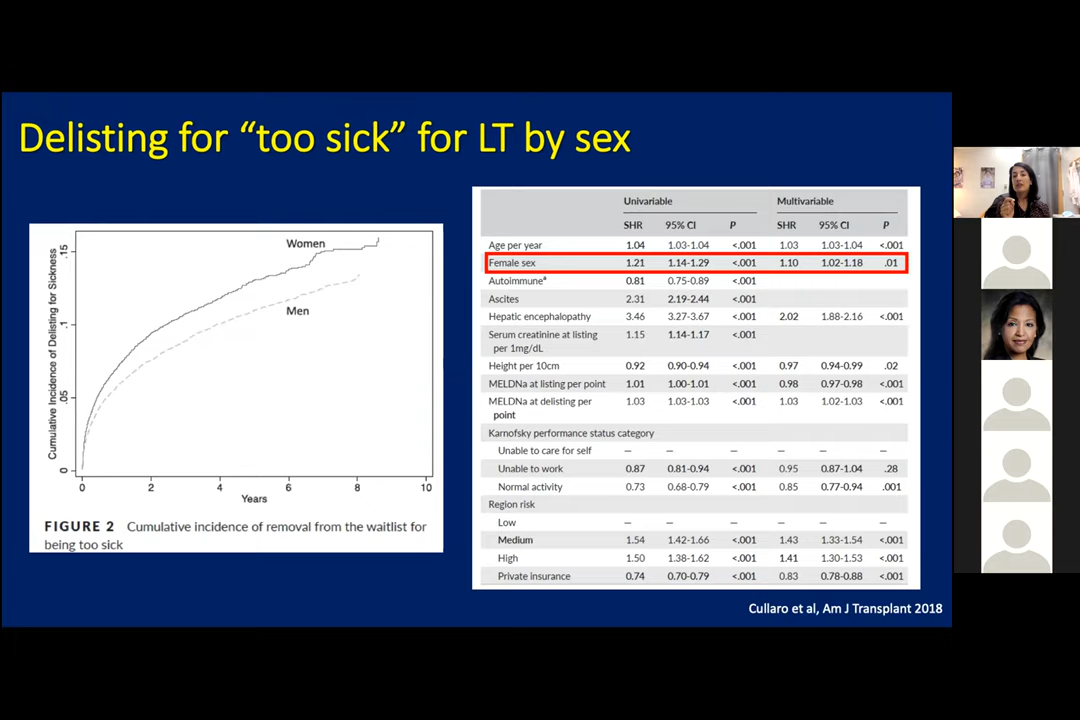 Delisting for “too sick” for LT by sex
Cumulative Incidence of Delisting for Sickness
.15
.1
.05
0
Women
Men
0 2 4 6 8 10
Years
FIGURE 2 Cumulative incidence of removal from the waitlist for
being too sick
Univariable Multivariable
SHR 95% CI P SHR 95% CI P
Age per year 1.04 1.03-1.04 <.001 1.03 1.03-1.04 <.001
Female sex 1.21 1.14-1.29 <.001 1.10 1.02-1.18 .01
Autoimmuneᵃ 0.81 0.75-0.89 <.001
Ascites 2.31 2.19-2.44 <.001
Hepatic encephalopathy 3.46 3.27-3.67 <.001 2.02 1.88-2.16 <.001
Serum creatinine at listing 1.15 1.14-1.17 <.001
per 1mg/dL
Height per 10cm 0.92 0.90-0.94 <.001 0.97 0.94-0.99 .02
MELDNa at listing per point 1.01 1.00-1.01 <.001 0.98 0.97-0.98 <.001
MELDNa at delisting per 1.03 1.03-1.03 <.001 1.03 1.02-1.03 <.001
point
Karnofsky performance status category
Unable to care for self — — — — — —
Unable to work 0.87 0.81-0.94 <.001 0.95 0.87-1.04 .28
Normal activity 0.73 0.68-0.79 <.001 0.85 0.77-0.94 .001
Region risk
Low — — — — — —
Medium 1.54 1.42-1.66 <.001 1.43 1.33-1.54 <.001
High 1.50 1.38-1.62 <.001 1.41 1.30-1.53 <.001
Private insurance 0.74 0.70-0.79 <.001 0.83 0.78-0.88 <.001
Cullaro et al, Am J Transplant 2018